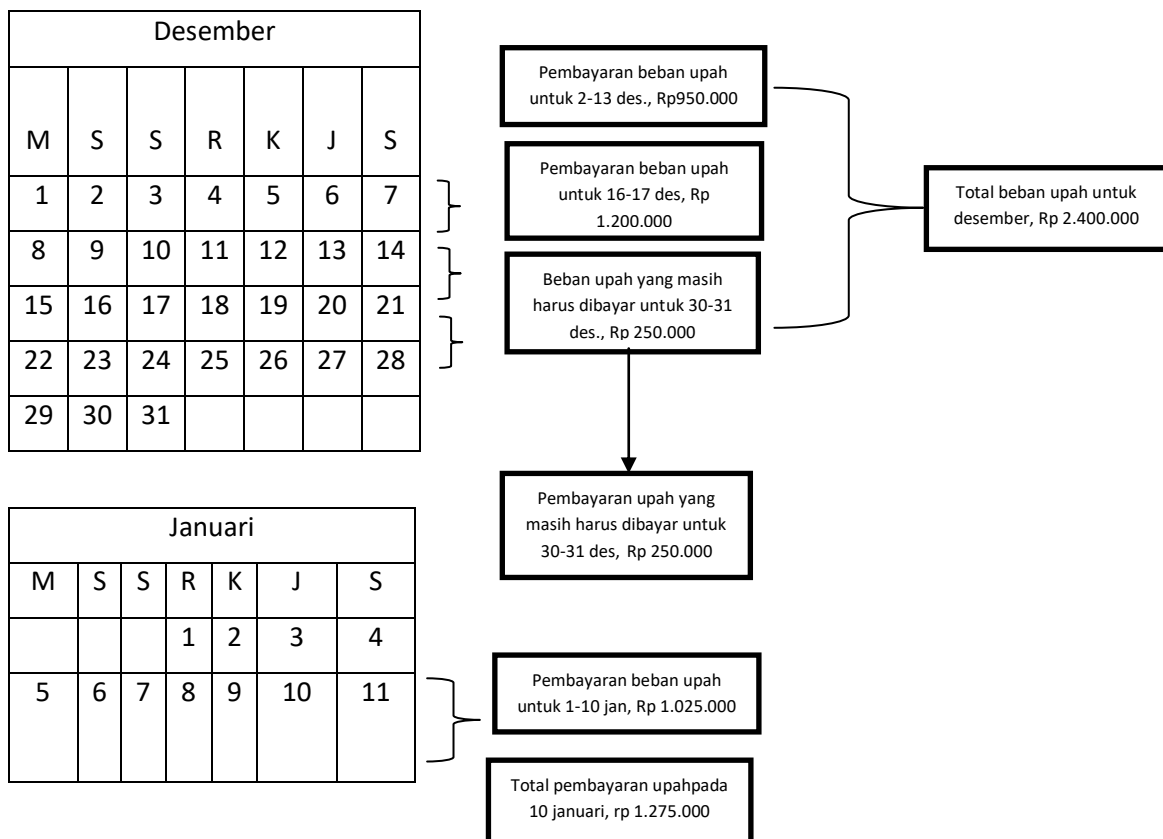 Desember
M S S R K J S
1 2 3 4 5 6 7
8 9 10 11 12 13 14
15 16 17 18 19 20 21
22 23 24 25 26 27 28
29 30 31
Pembayaran beban upah
untuk 2-13 des., Rp950.000
Pembayaran beban upah
untuk 16-17 des, Rp
1.200.000
Beban upah yang masih
harus dibayar untuk 30-31
des., Rp 250.000
Total beban upah untuk
desember, Rp 2.400.000
Pembayaran upah yang
masih harus dibayar untuk
30-31 des, Rp 250.000
Januari
M S S R K J S
1 2 3 4
5 6 7 8 9 10 11
Pembayaran beban upah
untuk 1-10 jan, Rp 1.025.000
Total pembayaran upahpada
10 januari, rp 1.275.000